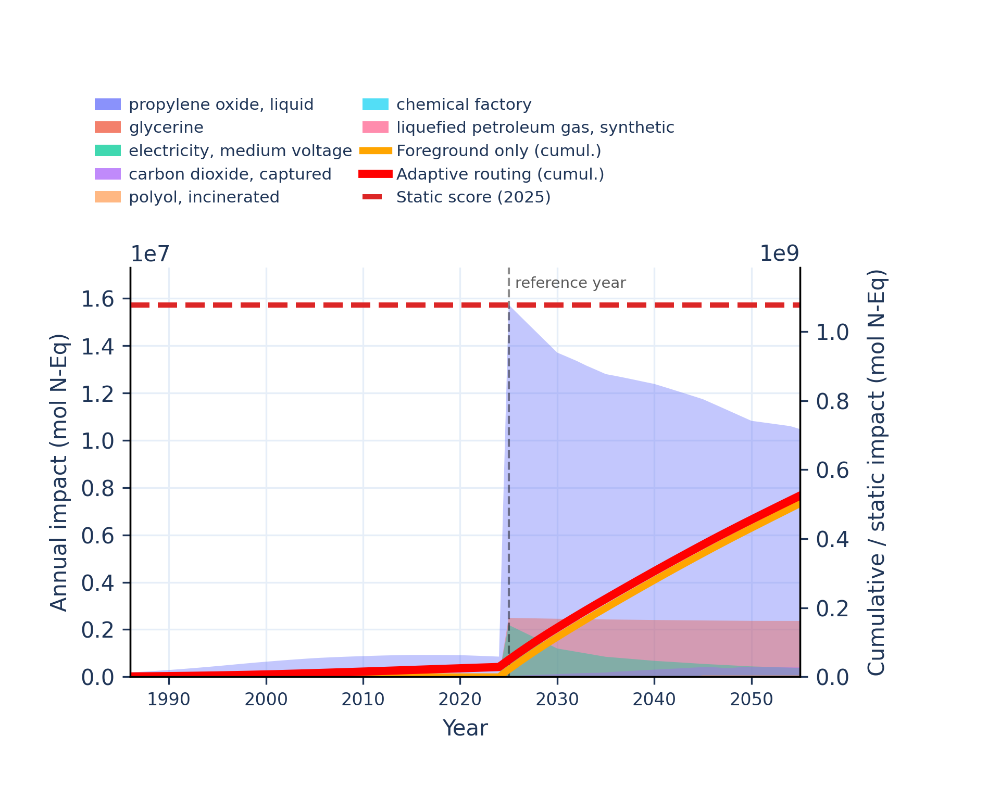 propylene oxide, liquid
glycerine
electricity, medium voltage
carbon dioxide, captured
polyol, incinerated
chemical factory
liquefied petroleum gas, synthetic
Foreground only (cumul.)
Adaptive routing (cumul.)
Static score (2025)
1e7
1e9
reference year
1.6
1.4
1.2
1.0
0.8
0.6
0.4
0.2
0.0
Annual impact (mol N-Eq)
1.0
0.8
0.6
0.4
0.2
0.0
Cumulative / static impact (mol N-Eq)
1990 2000 2010 2020 2030 2040 2050
Year